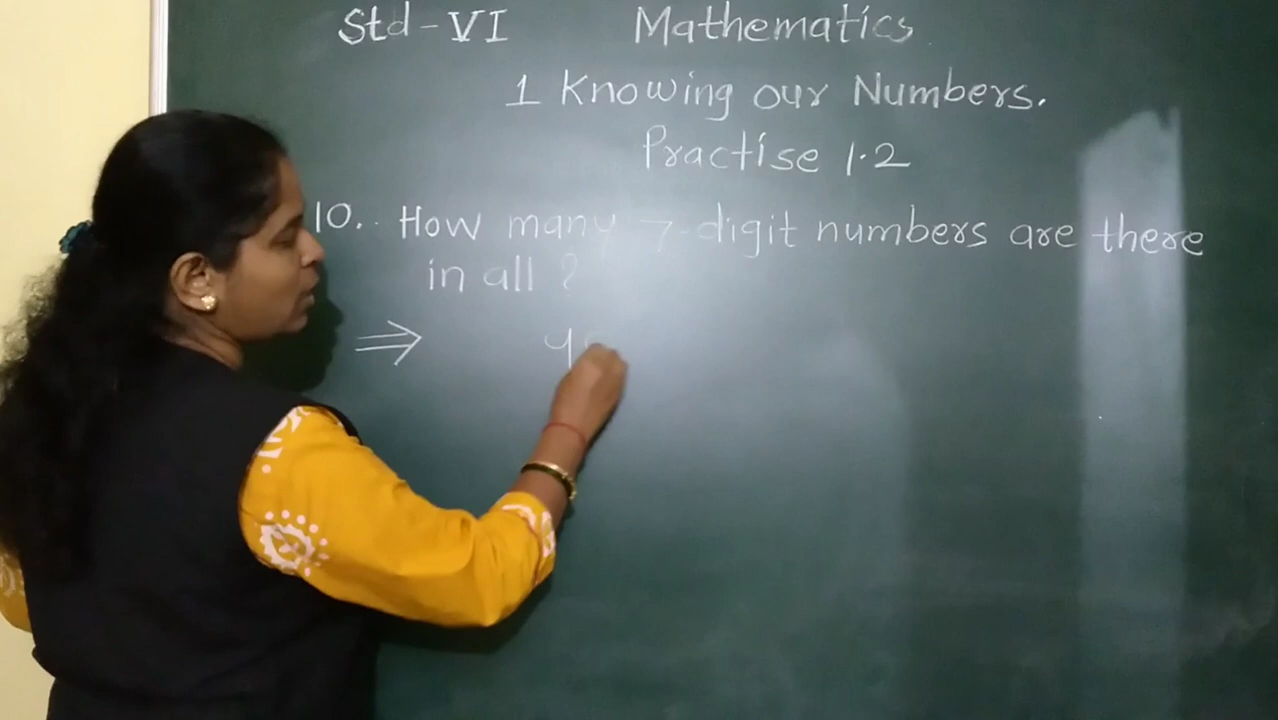 Std-VI Mathematics
1 Knowing our Numbers.
Practise 1.2
10. How many 7-digit numbers are there
in all ?
⇒ 9